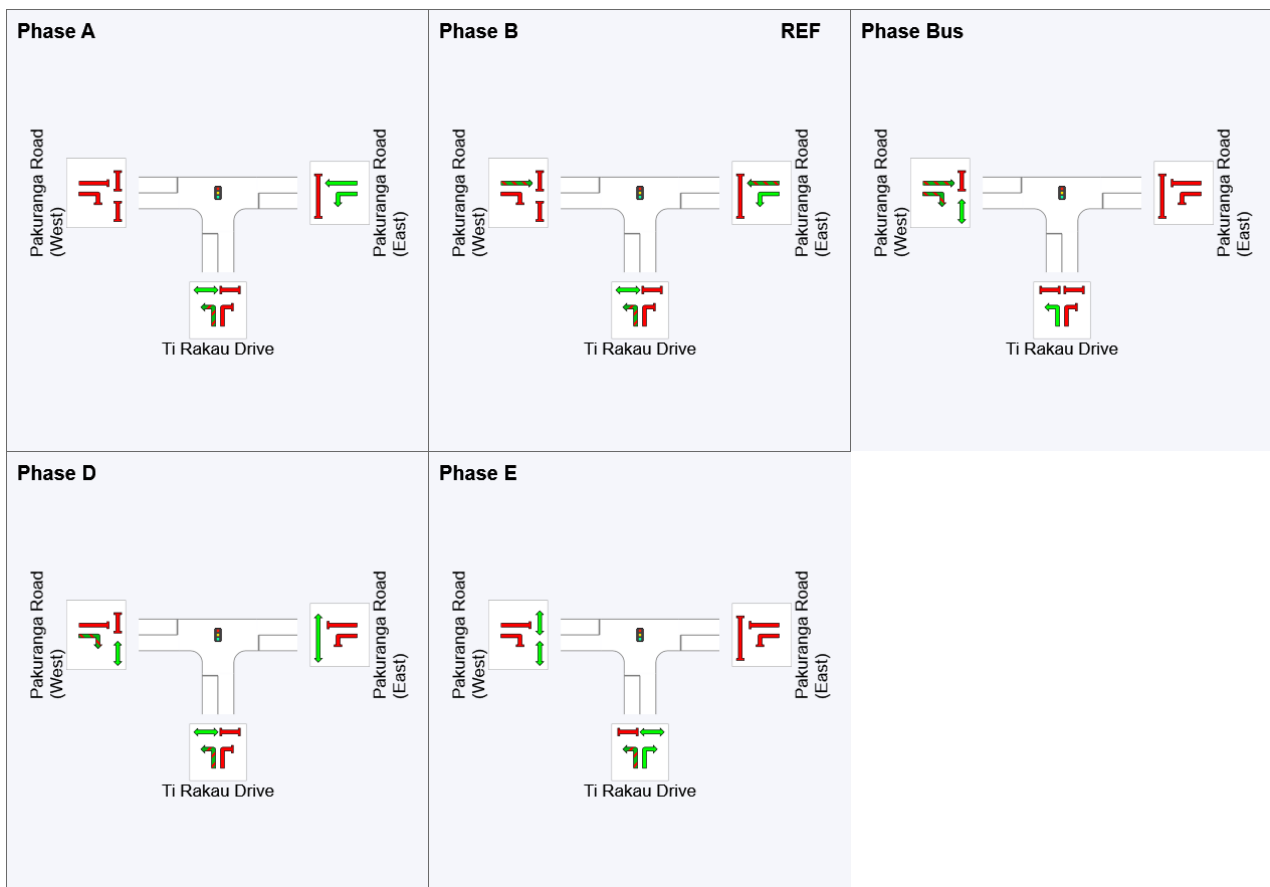 Phase A
Pakuranga Road
(West)
Pakuranga Road
(East)
Ti Rakau Drive
Phase B
REF
Pakuranga Road
(West)
Pakuranga Road
(East)
Ti Rakau Drive
Phase Bus
Pakuranga Road
(West)
Pakuranga Road
(East)
Ti Rakau Drive
Phase D
Pakuranga Road
(West)
Pakuranga Road
(East)
Ti Rakau Drive
Phase E
Pakuranga Road
(West)
Pakuranga Road
(East)
Ti Rakau Drive